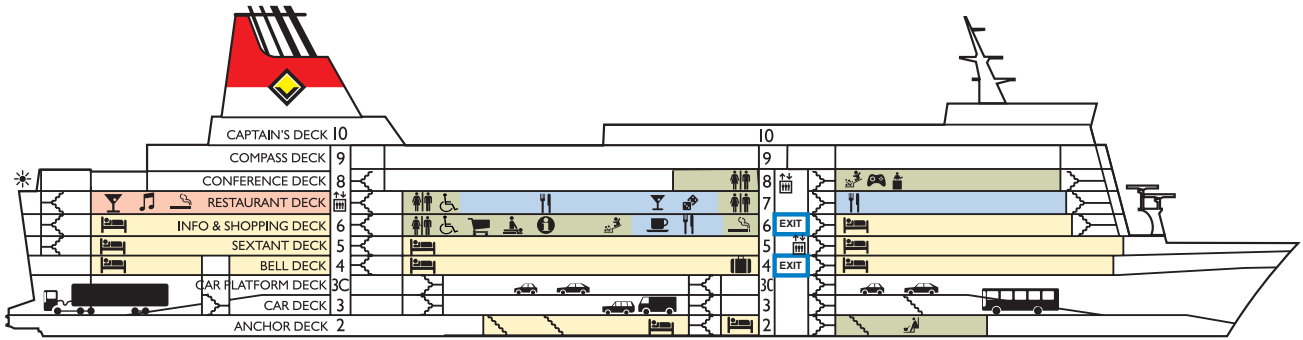 CAPTAIN'S DECK 10 10
COMPASS DECK 9 9
CONFERENCE DECK 8 8
RESTAURANT DECK 7
INFO & SHOPPING DECK 6 6 EXIT
SEXTANT DECK 5 5
BELL DECK 4 4 EXIT
CAR PLATFORM DECK 3C 3C
CAR DECK 3 3
ANCHOR DECK 2 2